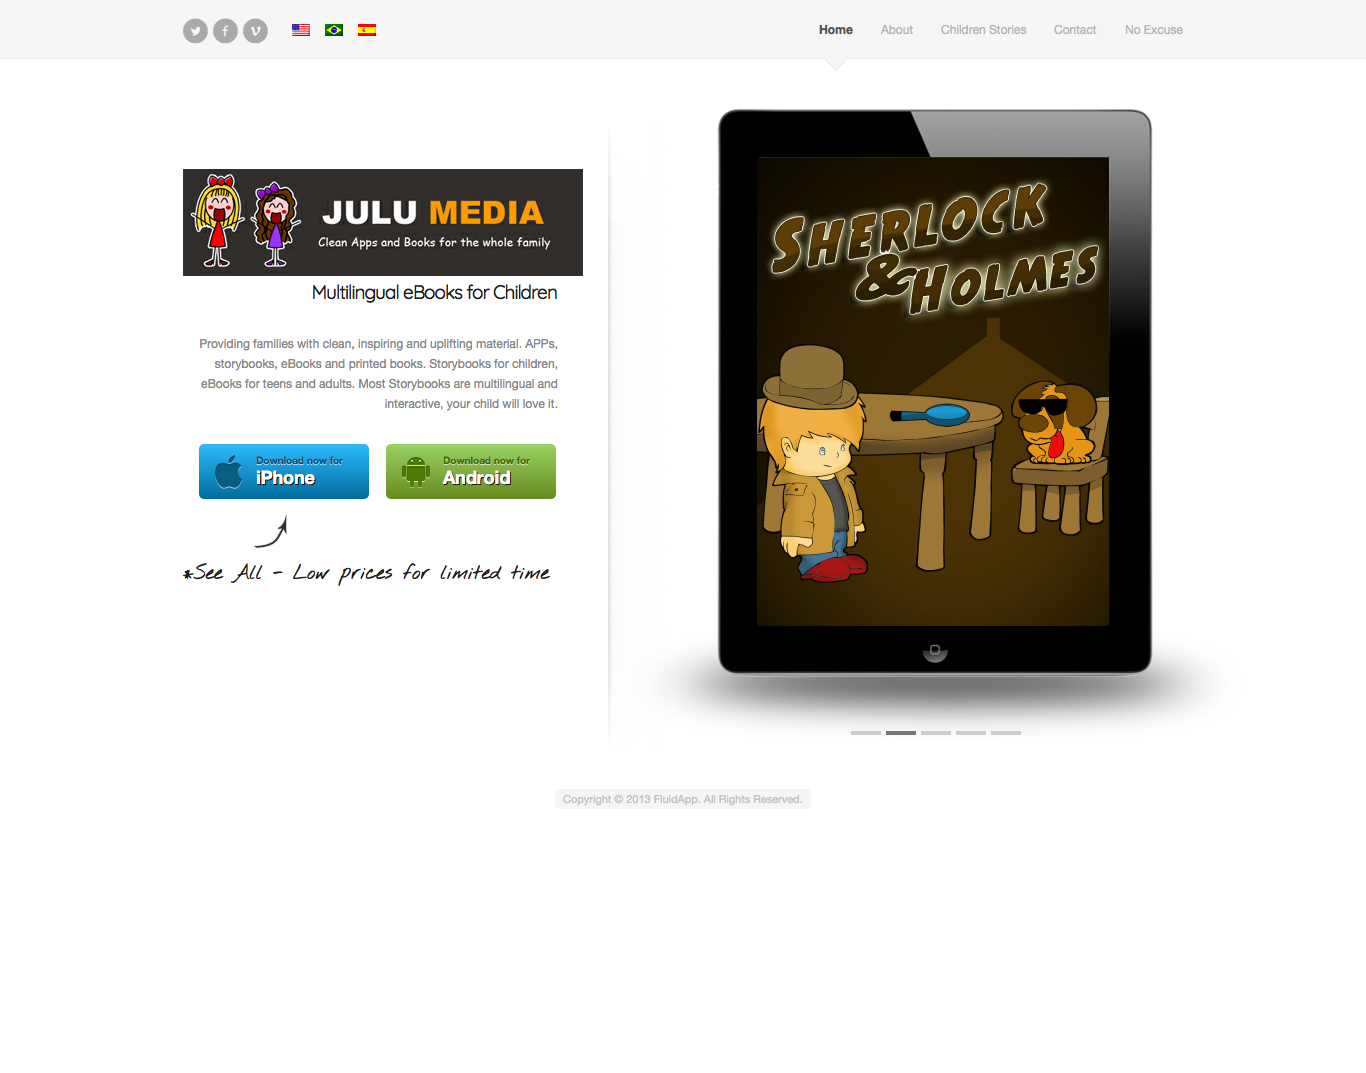 Home
About
Children Stories
Contact
No Excuse
JULU MEDIA
Clean Apps and Books for the whole family
Multilingual eBooks for Children
Providing families with clean, inspiring and uplifting material. APPs,
storybooks, eBooks and printed books. Storybooks for children,
eBooks for teens and adults. Most Storybooks are multilingual and
interactive, your child will love it.
Download now for
iPhone
Download now for
Android
*See All - Low prices for limited time
SHERLOCK
& HOLMES
Copyright © 2013 FluidApp. All Rights Reserved.